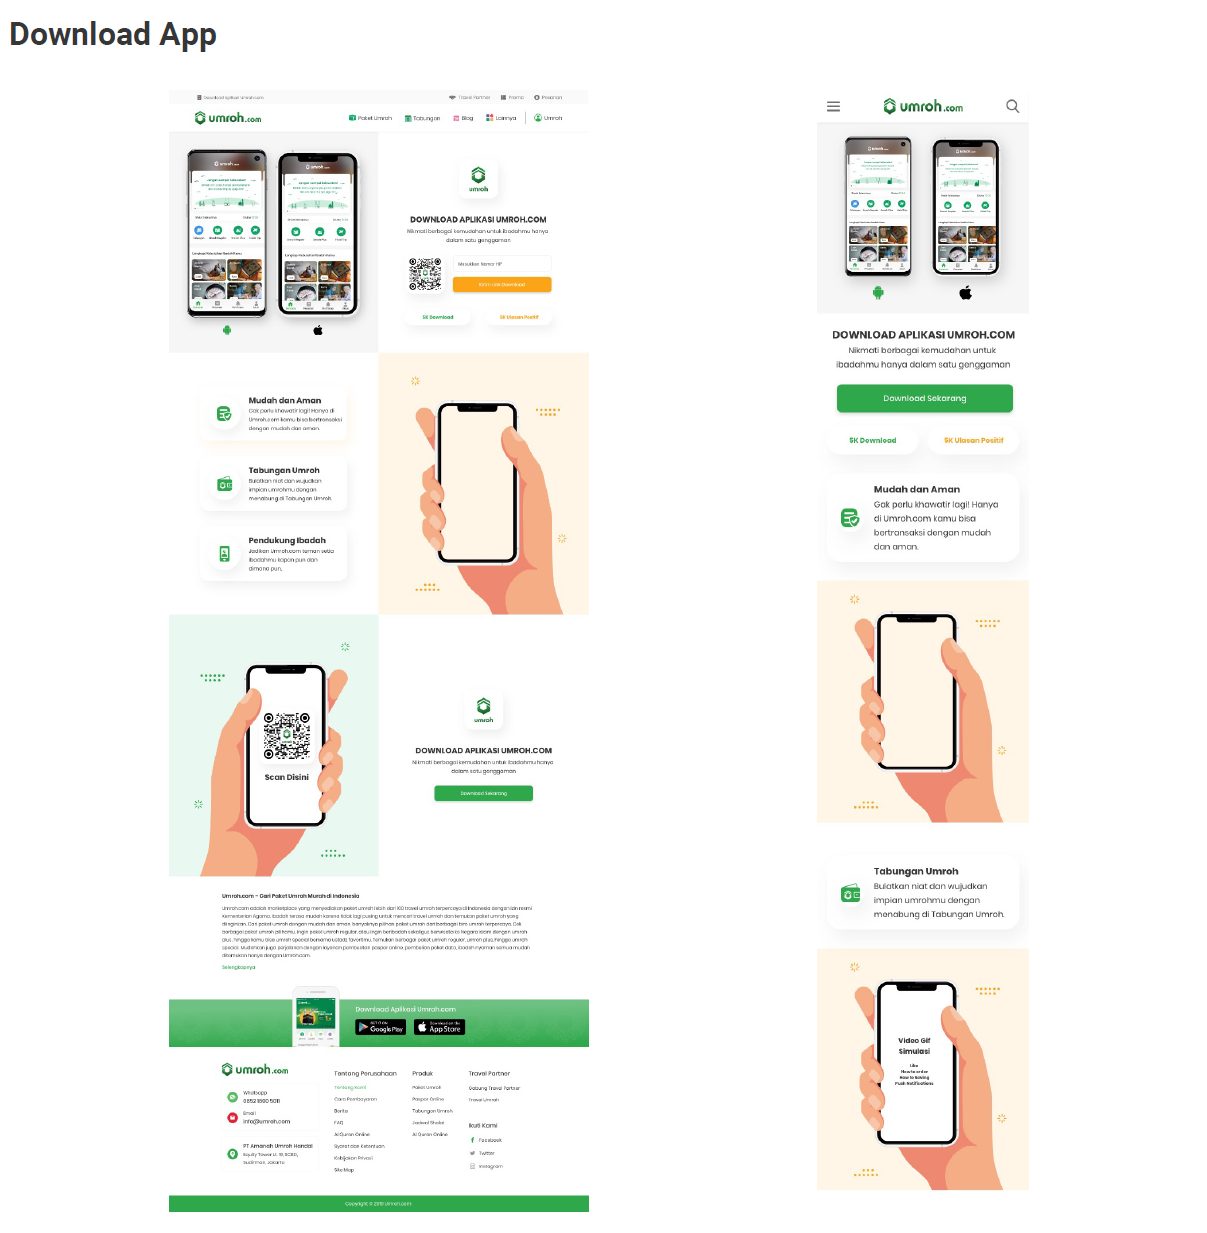 Download App
Download Aplikasi Umroh.com
Travel Partner
Promo
Pesanan
umroh.com
Paket Umroh
Tabungan
Blog
Lainnya
Umroh
umroh
DOWNLOAD APLIKASI UMROH.COM
Nikmati berbagai kemudahan untuk ibadahmu hanya
dalam satu genggaman
Masukkan Nomor HP
Kirim Link Download
5K Download
5K Ulasan Positif
Mudah dan Aman
Gak perlu khawatir lagi! Hanya di
Umroh.com kamu bisa bertransaksi
dengan mudah dan aman.
Tabungan Umroh
Bulatkan niat dan wujudkan
impian umrohmu dengan
menabung di Tabungan Umroh.
Pendukung Ibadah
Jadikan Umroh.com teman setia
ibadahmu kapan pun dan
dimana pun.
Scan Disini
umroh
DOWNLOAD APLIKASI UMROH.COM
Nikmati berbagai kemudahan untuk ibadahmu hanya
dalam satu genggaman
Download Sekarang
Umroh.com - Cari Paket Umroh Murah di Indonesia
Selengkapnya
Download Aplikasi Umroh.com
GET IT ON
Google Play
Download on the
App Store
umroh.com
Whatsapp
0852 1880 5011
Email
info@umroh.com
PT Amanah Umroh Handal
Equity Tower Lt. 18, SCBD,
Sudirman, Jakarta
Tentang Perusahaan
Tentang Kami
Cara Pembayaran
Berita
FAQ
Al Quran Online
Syarat dan Ketentuan
Kebijakan Privasi
Site Map
Produk
Paket Umroh
Paspor Online
Tabungan Umroh
Jadwal Shalat
Al Quran Online
Travel Partner
Gabung Travel Partner
Travel Umroh
Ikuti Kami
Facebook
Twitter
Instagram
Copyright © 2019 Umroh.com
umroh.com
DOWNLOAD APLIKASI UMROH.COM
Nikmati berbagai kemudahan untuk
ibadahmu hanya dalam satu genggaman
Download Sekarang
5K Download
5K Ulasan Positif
Mudah dan Aman
Gak perlu khawatir lagi! Hanya
di Umroh.com kamu bisa
bertransaksi dengan mudah
dan aman.
Tabungan Umroh
Bulatkan niat dan wujudkan
impian umrohmu dengan
menabung di Tabungan Umroh.
Video Gif
Simulasi
Like
How to order
How to Saving
Push Notifications